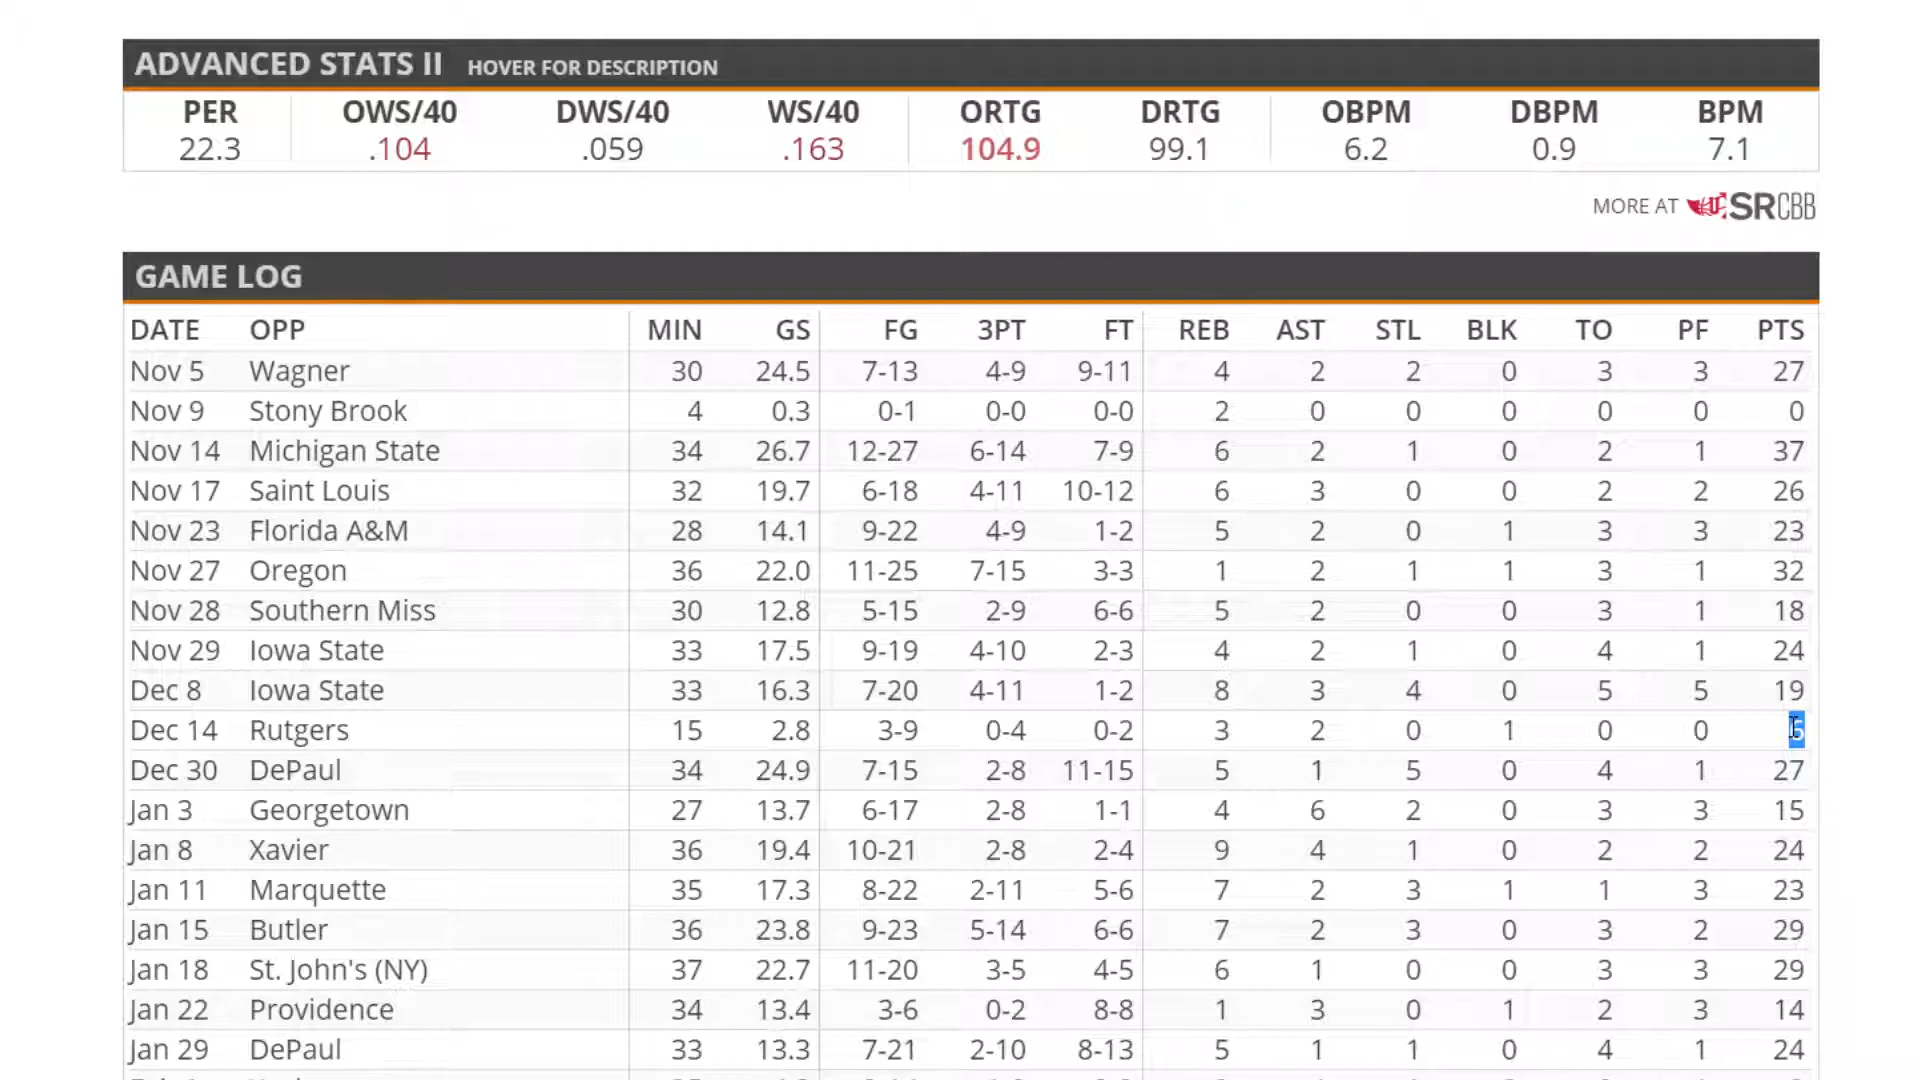 ADVANCED STATS II HOVER FOR DESCRIPTION
PER OWS/40 DWS/40 WS/40 ORTG DRTG OBPM DBPM BPM
22.3 .104 .059 .163 104.9 99.1 6.2 0.9 7.1
MORE AT SRCBB
GAME LOG
DATE OPP MIN GS FG 3PT FT REB AST STL BLK TO PF PTS
Nov 5 Wagner 30 24.5 7-13 4-9 9-11 4 2 2 0 3 3 27
Nov 9 Stony Brook 4 0.3 0-1 0-0 0-0 2 0 0 0 0 0 0
Nov 14 Michigan State 34 26.7 12-27 6-14 7-9 6 2 1 0 2 1 37
Nov 17 Saint Louis 32 19.7 6-18 4-11 10-12 6 3 0 0 2 2 26
Nov 23 Florida A&M 28 14.1 9-22 4-9 1-2 5 2 0 1 3 3 23
Nov 27 Oregon 36 22.0 11-25 7-15 3-3 1 2 1 1 3 1 32
Nov 28 Southern Miss 30 12.8 5-15 2-9 6-6 5 2 0 0 3 1 18
Nov 29 Iowa State 33 17.5 9-19 4-10 2-3 4 2 1 0 4 1 24
Dec 8 Iowa State 33 16.3 7-20 4-11 1-2 8 3 4 0 5 5 19
Dec 14 Rutgers 15 2.8 3-9 0-4 0-2 3 2 0 1 0 0 6
Dec 30 DePaul 34 24.9 7-15 2-8 11-15 5 1 5 0 4 1 27
Jan 3 Georgetown 27 13.7 6-17 2-8 1-1 4 6 2 0 3 3 15
Jan 8 Xavier 36 19.4 10-21 2-8 2-4 9 4 1 0 2 2 24
Jan 11 Marquette 35 17.3 8-22 2-11 5-6 7 2 3 1 1 3 23
Jan 15 Butler 36 23.8 9-23 5-14 6-6 7 2 3 0 3 2 29
Jan 18 St. John's (NY) 37 22.7 11-20 3-5 4-5 6 1 0 0 3 3 29
Jan 22 Providence 34 13.4 3-6 0-2 8-8 1 3 0 1 2 3 14
Jan 29 DePaul 33 13.3 7-21 2-10 8-13 5 1 1 0 4 1 24